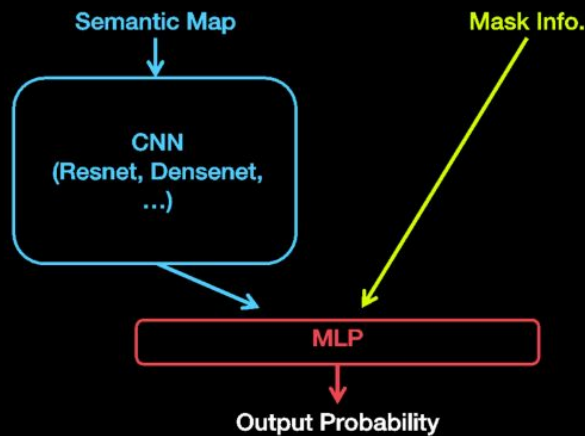 Semantic Map
Mask Info.
CNN
(Resnet, Densenet,
...)
MLP
Output Probability